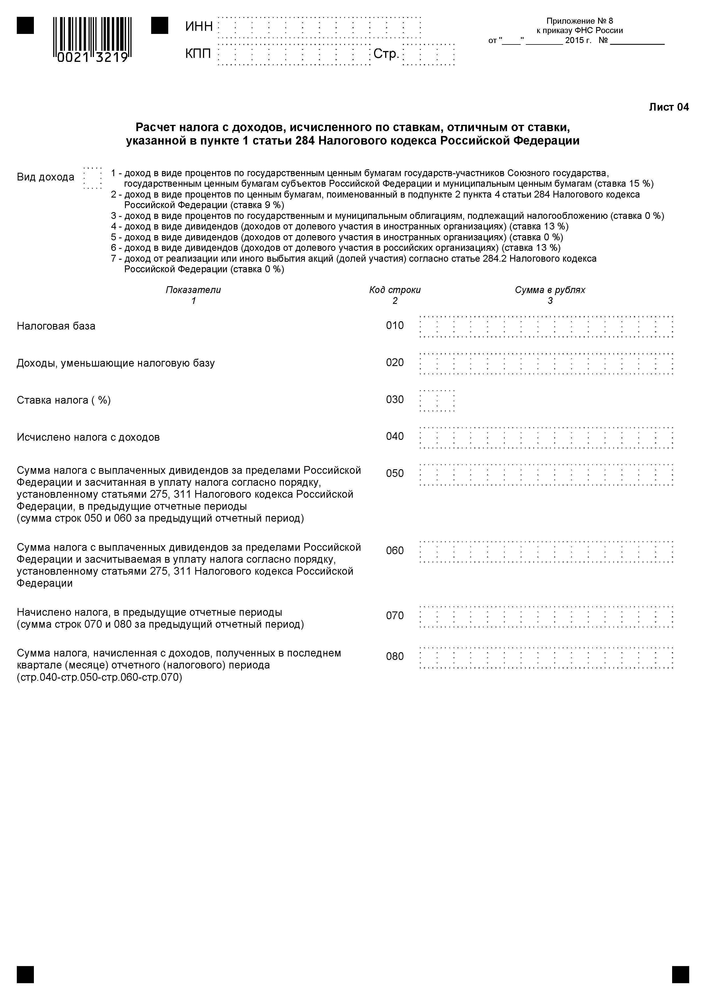 0021 3219
ИНН
КПП
Стр.
Приложение № 8
к приказу ФНС России
от "____" __________ 2015 г. № ___________
Лист 04
Расчет налога с доходов, исчисленного по ставкам, отличным от ставки,
указанной в пункте 1 статьи 284 Налогового кодекса Российской Федерации
Вид дохода
1 - доход в виде процентов по государственным ценным бумагам государств-участников Союзного государства,
государственным ценным бумагам субъектов Российской Федерации и муниципальным ценным бумагам (ставка 15 %)
2 - доход в виде процентов по ценным бумагам, поименованный в подпункте 2 пункта 4 статьи 284 Налогового кодекса
Российской Федерации (ставка 9 %)
3 - доход в виде процентов по государственным и муниципальным облигациям, подлежащий налогообложению (ставка 0 %)
4 - доход в виде дивидендов (доходов от долевого участия в иностранных организациях) (ставка 13 %)
5 - доход в виде дивидендов (доходов от долевого участия в иностранных организациях) (ставка 0 %)
6 - доход в виде дивидендов (доходов от долевого участия в российских организациях) (ставка 13 %)
7 - доход от реализации или иного выбытия акций (долей участия) согласно статье 284.2 Налогового кодекса
Российской Федерации (ставка 0 %)
Показатели Код строки Сумма в рублях
1 2 3
Налоговая база 010
Доходы, уменьшающие налоговую базу 020
Ставка налога ( %) 030
Исчислено налога с доходов 040
Сумма налога с выплаченных дивидендов за пределами Российской 050
Федерации и засчитанная в уплату налога согласно порядку,
установленному статьями 275, 311 Налогового кодекса Российской
Федерации, в предыдущие отчетные периоды
(сумма строк 050 и 060 за предыдущий отчетный период)
Сумма налога с выплаченных дивидендов за пределами Российской 060
Федерации и засчитываемая в уплату налога согласно порядку,
установленному статьями 275, 311 Налогового кодекса Российской
Федерации
Начислено налога, в предыдущие отчетные периоды 070
(сумма строк 070 и 080 за предыдущий отчетный период)
Сумма налога, начисленная с доходов, полученных в последнем 080
квартале (месяце) отчетного (налогового) периода
(стр.040-стр.050-стр.060-стр.070)